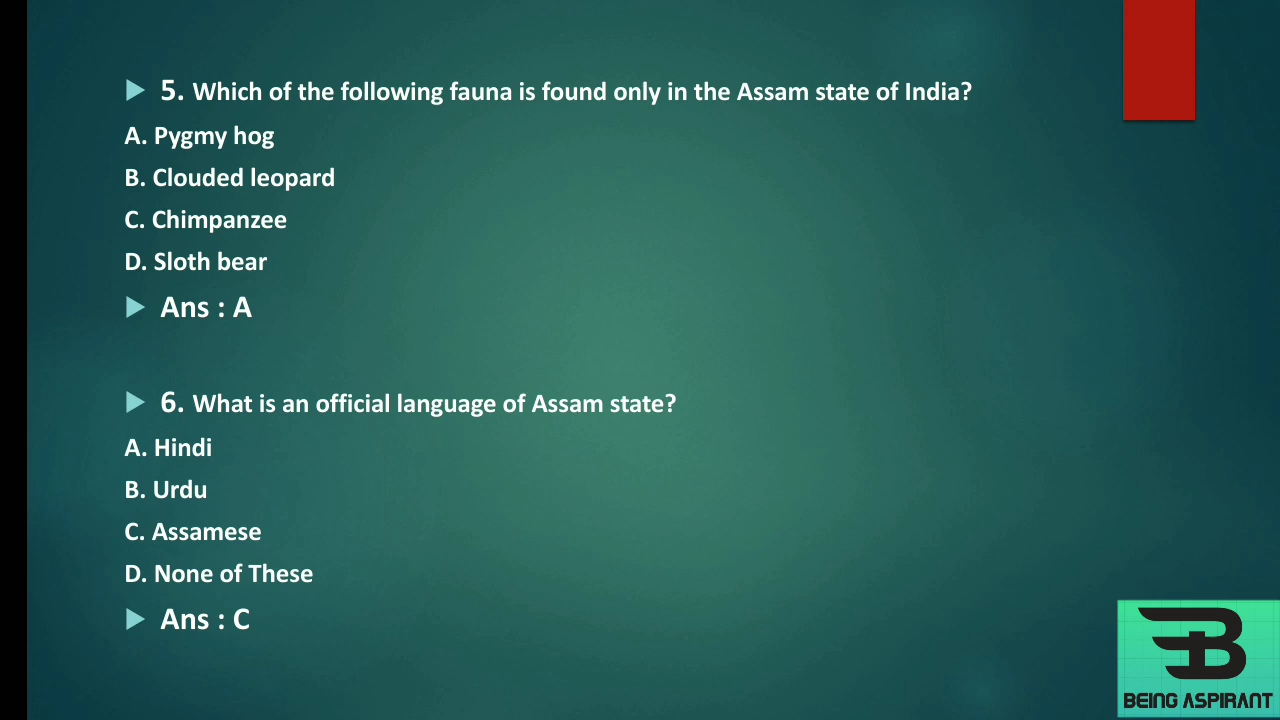 5. Which of the following fauna is found only in the Assam state of India?
A. Pygmy hog
B. Clouded leopard
C. Chimpanzee
D. Sloth bear
Ans : A
6. What is an official language of Assam state?
A. Hindi
B. Urdu
C. Assamese
D. None of These
Ans : C
B
BEING ASPIRANT